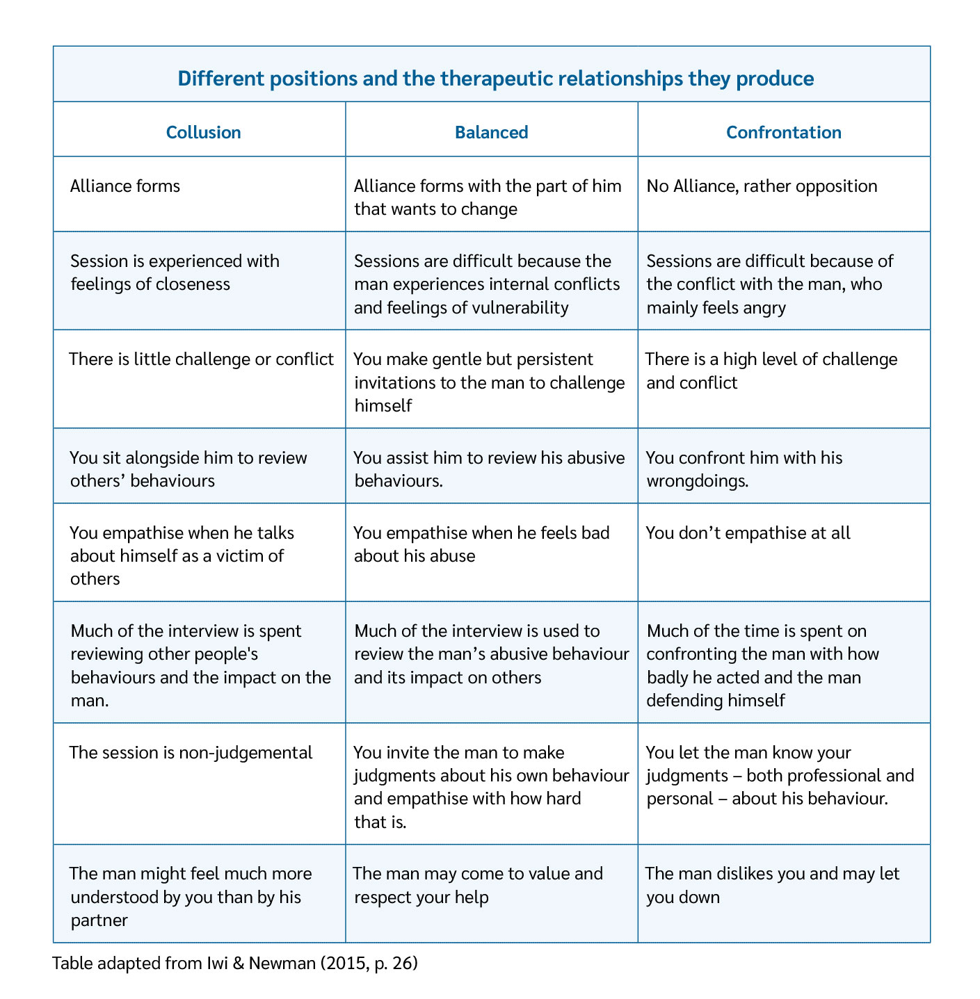 Different positions and the therapeutic relationships they produce
Collusion
Balanced
Confrontation
Alliance forms
Alliance forms with the part of him
that wants to change
No Alliance, rather opposition
Session is experienced with
feelings of closeness
Sessions are difficult because the
man experiences internal conflicts
and feelings of vulnerability
Sessions are difficult because of
the conflict with the man, who
mainly feels angry
There is little challenge or conflict
You make gentle but persistent
invitations to the man to challenge
himself
There is a high level of challenge
and conflict
You sit alongside him to review
others’ behaviours
You assist him to review his abusive
behaviours.
You confront him with his
wrongdoings.
You empathise when he talks
about himself as a victim of
others
You empathise when he feels bad
about his abuse
You don’t empathise at all
Much of the interview is spent
reviewing other people's
behaviours and the impact on the
man.
Much of the interview is used to
review the man’s abusive behaviour
and its impact on others
Much of the time is spent on
confronting the man with how
badly he acted and the man
defending himself
The session is non-judgemental
You invite the man to make
judgments about his own behaviour
and empathise with how hard
that is.
You let the man know your
judgments – both professional and
personal – about his behaviour.
The man might feel much more
understood by you than by his
partner
The man may come to value and
respect your help
The man dislikes you and may let
you down
Table adapted from Iwi & Newman (2015, p. 26)